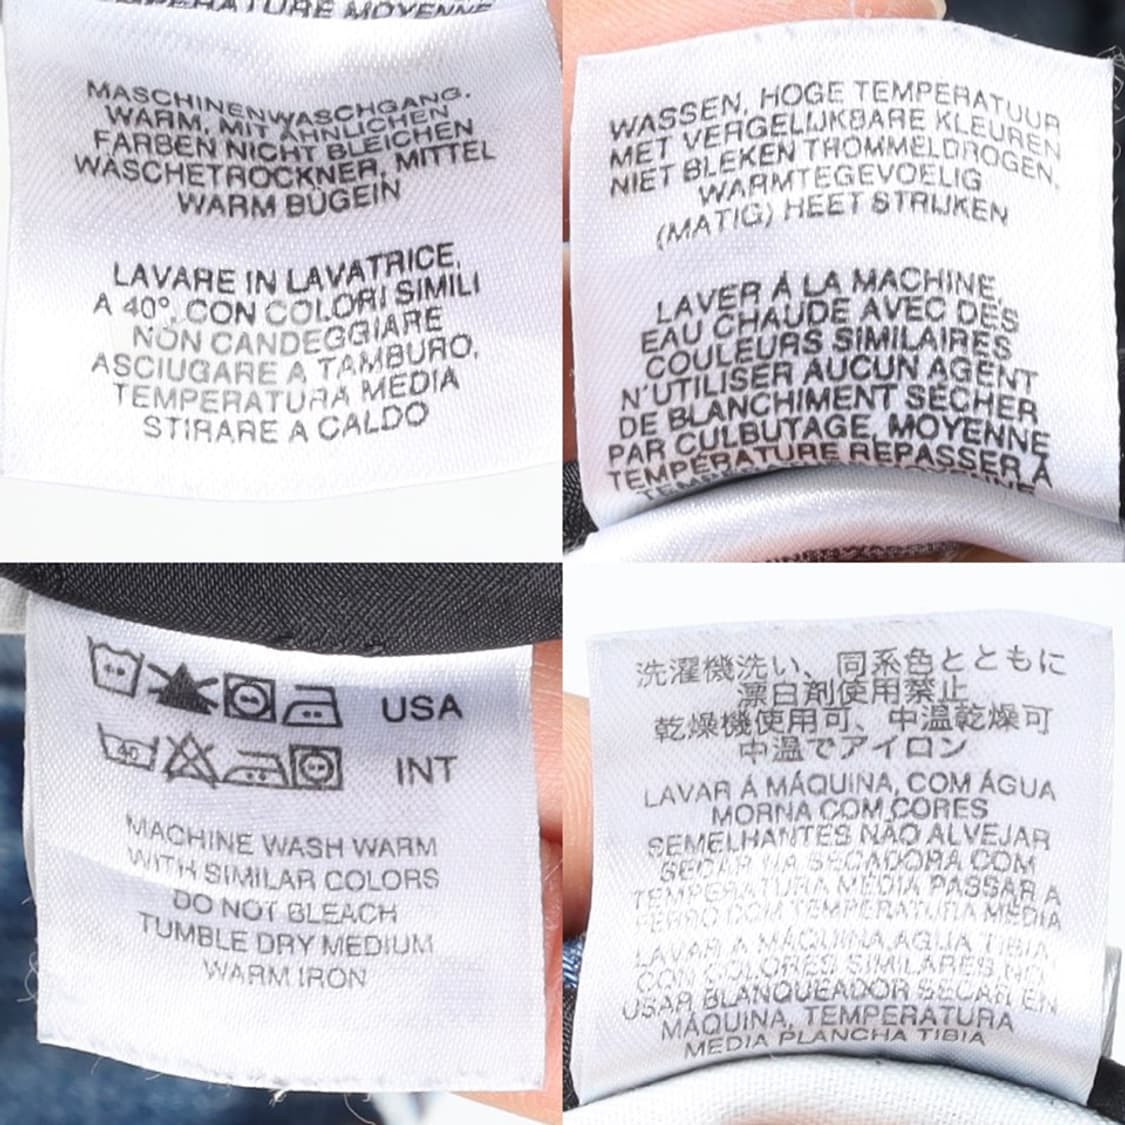 TEMPÉRATURE MOYENNE
MASCHINENWASCHGANG.
WARM, MIT ÄHNLICHEN
FARBEN NICHT BLEICHEN
WASCHETROCKNER, MITTEL
WARM BÜGEIN
LAVARE IN LAVATRICE,
A 40°, CON COLORI SIMILI
NON CANDEGGIARE
ASCIUGARE A TAMBURO,
TEMPERATURA MEDIA
STIRARE A CALDO
WASSEN, HOGE TEMPERATUUR
MET VERGELIJKBARE KLEUREN
NIET BLEKEN TROMMELDROGEN,
WARMTEGEVOELIG
(MATIG) HEET STRIJKEN
LAVER Á LA MACHINE,
EAU CHAUDE AVEC DES
COULEURS SIMILAIRES
N'UTILISER AUCUN AGENT
DE BLANCHIMENT SÉCHER
PAR CULBUTAGE, MOYENNE
TEMPÉRATURE REPASSER À
USA
40 INT
MACHINE WASH WARM
WITH SIMILAR COLORS
DO NOT BLEACH
TUMBLE DRY MEDIUM
WARM IRON
洗濯機洗い、同系色とともに
漂白剤使用禁止
乾燥機使用可、中温乾燥可
中温でアイロン
LAVAR Á MÁQUINA, COM ÁGUA
MORNA COM CORES
SEMELHANTES NÃO ALVEJAR
SECAR NA SECADORA COM
TEMPERATURA MÉDIA PASSAR A
FERRO COM TEMPERATURA MÉDIA
LAVAR A MÁQUINA, AGUA TIBIA
CON COLORES SIMILARES, NO
USAR BLANQUEADOR SECAR EN
MÁQUINA, TEMPERATURA
MEDIA PLANCHA TIBIA